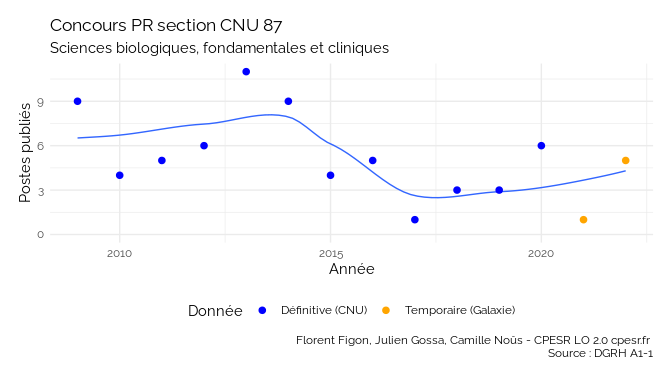 Concours PR section CNU 87
Sciences biologiques, fondamentales et cliniques
Postes publiés
9
6
3
0
2010 2015 2020
Année
Donnée Définitive (CNU) Temporaire (Galaxie)
Florent Figon, Julien Gossa, Camille Noûs - CPESR LO 2.0 cpesr.fr
Source : DGRH A1-1